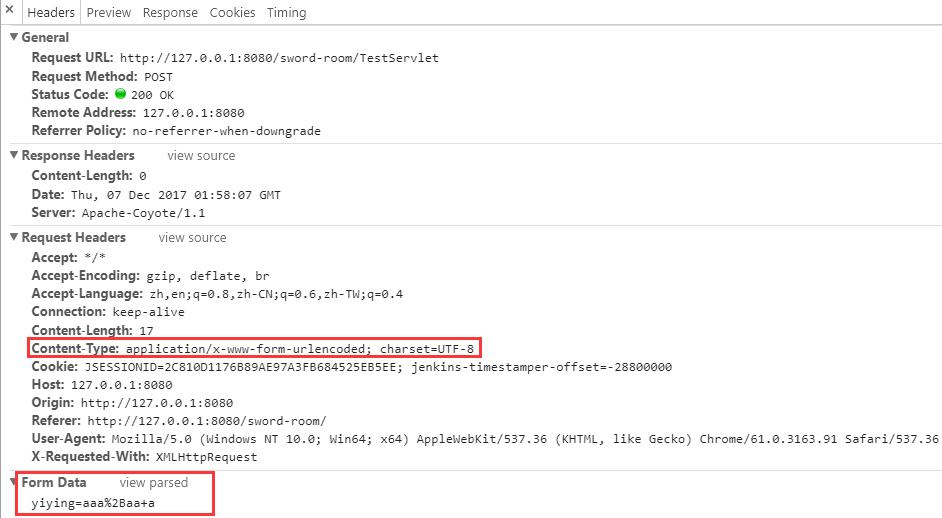 × Headers Preview Response Cookies Timing
▼ General
Request URL: http://127.0.0.1:8080/sword-room/TestServlet
Request Method: POST
Status Code: 200 OK
Remote Address: 127.0.0.1:8080
Referrer Policy: no-referrer-when-downgrade
▼ Response Headers view source
Content-Length: 0
Date: Thu, 07 Dec 2017 01:58:07 GMT
Server: Apache-Coyote/1.1
▼ Request Headers view source
Accept: */*
Accept-Encoding: gzip, deflate, br
Accept-Language: zh,en;q=0.8,zh-CN;q=0.6,zh-TW;q=0.4
Connection: keep-alive
Content-Length: 17
Content-Type: application/x-www-form-urlencoded; charset=UTF-8
Cookie: JSESSIONID=2C810D1176B89AE97A3FB684525EB5EE; jenkins-timestamper-offset=-28800000
Host: 127.0.0.1:8080
Origin: http://127.0.0.1:8080
Referer: http://127.0.0.1:8080/sword-room/
User-Agent: Mozilla/5.0 (Windows NT 10.0; Win64; x64) AppleWebKit/537.36 (KHTML, like Gecko) Chrome/61.0.3163.91 Safari/537.36
X-Requested-With: XMLHttpRequest
▼ Form Data view parsed
yiying=aaa%2Baa+a